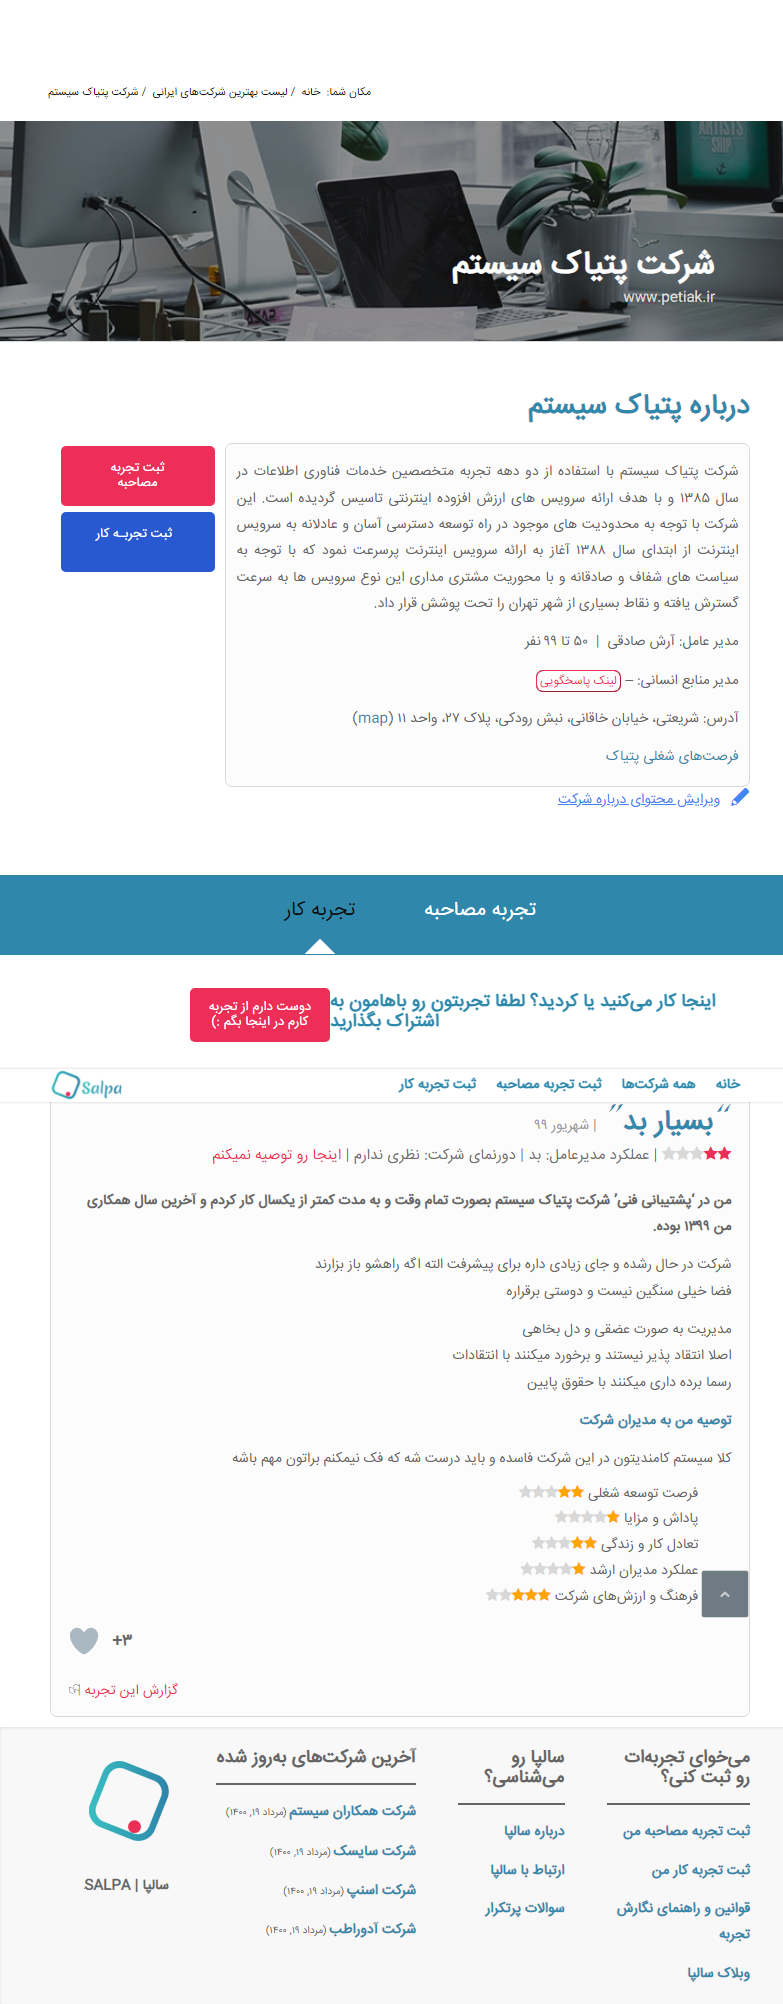 مکان شما: خانه / لیست بهترین شرکت‌های ایرانی / شرکت پتیاک سیستم
ARTISTS
SHIP
شرکت پتیاک سیستم
www.petiak.ir
درباره پتیاک سیستم
شرکت پتیاک سیستم با استفاده از دو دهه تجربه متخصصین خدمات فناوری اطلاعات در
سال ۱۳۸۵ و با هدف ارائه سرویس های ارزش افزوده اینترنتی تاسیس گردیده است. این
شرکت با توجه به محدودیت های موجود در راه توسعه دسترسی آسان و عادلانه به سرویس
اینترنت از ابتدای سال ۱۳۸۸ آغاز به ارائه سرویس اینترنت پرسرعت نمود که با توجه به
سیاست های شفاف و صادقانه و با محوریت مشتری مداری این نوع سرویس ها به سرعت
گسترش یافته و نقاط بسیاری از شهر تهران را تحت پوشش قرار داد.
مدیر عامل: آرش صادقی | ۵۰ تا ۹۹ نفر
مدیر منابع انسانی: – لینک پاسخگویی
آدرس: شریعتی، خیابان خاقانی، نبش رودکی، پلاک ۲۷، واحد ۱۱ (map)
فرصت‌های شغلی پتیاک
ویرایش محتوای درباره شرکت
ثبت تجربه
مصاحبه
ثبت تجربـه کار
تجربه مصاحبه
تجربه کار
اینجا کار می‌کنید یا کردید؟ لطفا تجربتون رو باهامون به
اشتراک بگذارید
دوست دارم از تجربه
کارم در اینجا بگم :)
خانه همه شرکت‌ها ثبت تجربه مصاحبه ثبت تجربه کار
Salpa
“بسیار بد” | شهریور ۹۹
| عملکرد مدیرعامل: بد | دورنمای شرکت: نظری ندارم | اینجا رو توصیه نمیکنم
من در ‘پشتیبانی فنی’ شرکت پتیاک سیستم بصورت تمام وقت و به مدت کمتر از یکسال کار کردم و آخرین سال همکاری
من ۱۳۹۹ بوده.
شرکت در حال رشده و جای زیادی داره برای پیشرفت الته اگه راهشو باز بزارند
فضا خیلی سنگین نیست و دوستی برقراره
مدیریت به صورت عضقی و دل بخاهی
اصلا انتقاد پذیر نیستند و برخورد میکنند با انتقادات
رسما برده داری میکنند با حقوق پایین
توصیه من به مدیران شرکت
کلا سیستم کامندیتون در این شرکت فاسده و باید درست شه که فک نیمکنم براتون مهم باشه
فرصت توسعه شغلی
پاداش و مزایا
تعادل کار و زندگی
عملکرد مدیران ارشد
فرهنگ و ارزش‌های شرکت
+۳
گزارش این تجربه
می‌خوای تجربه‌ات
رو ثبت کنی؟
ثبت تجربه مصاحبه من
ثبت تجربه کار من
قوانین و راهنمای نگارش
تجربه
وبلاک سالپا
سالپا رو
می‌شناسی؟
درباره سالپا
ارتباط با سالپا
سوالات پرتکرار
آخرین شرکت‌های به‌روز شده
شرکت همکاران سیستم (مرداد ۱۹, ۱۴۰۰)
شرکت سایسک (مرداد ۱۹, ۱۴۰۰)
شرکت اسنپ (مرداد ۱۹, ۱۴۰۰)
شرکت آدوراطب (مرداد ۱۹, ۱۴۰۰)
سالپا | SALPA